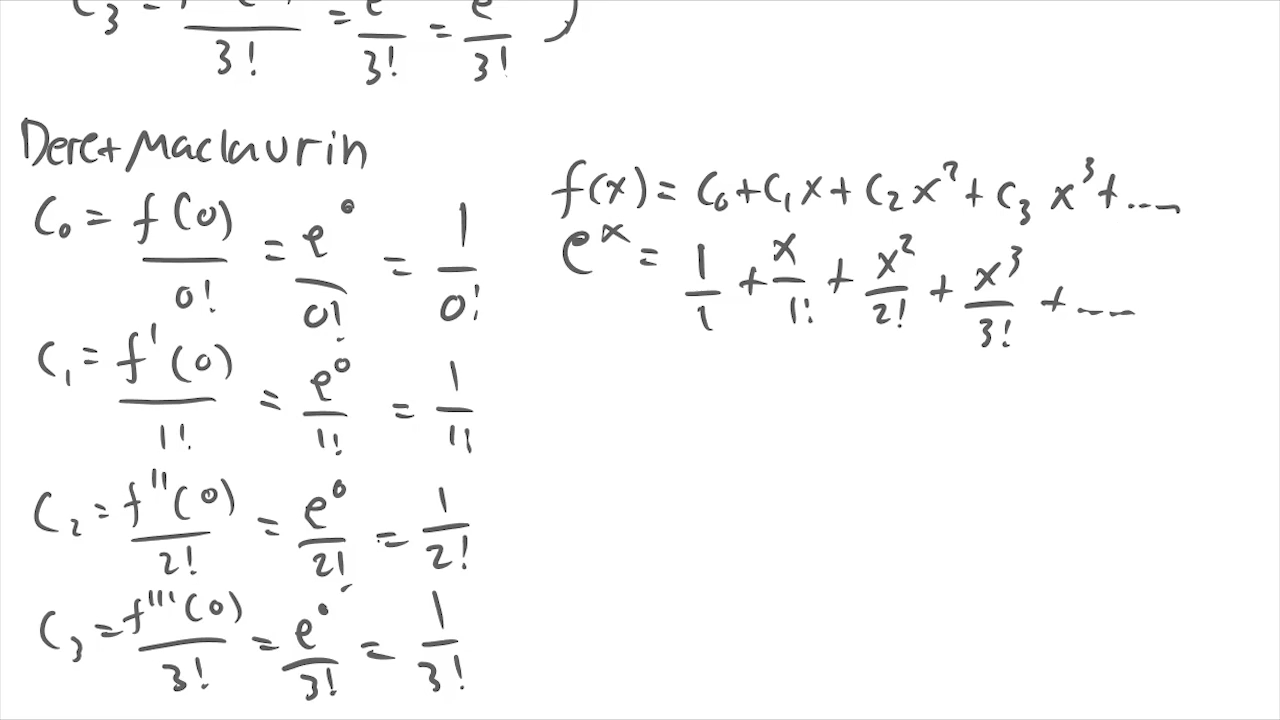 C₃ = = e/3! = e/3! )
Deret Maclaurin
C₀ = f(0)/0! = e⁰/0! = 1/0!
C₁ = f'(0)/1! = e⁰/1! = 1/1!
C₂ = f''(0)/2! = e⁰/2! = 1/2!
C₃ = f'''(0)/3! = e⁰/3! = 1/3!
f(x) = C₀ + C₁x + C₂x² + C₃x³ + ....
eˣ = 1/1 + x/1! + x²/2! + x³/3! + ....